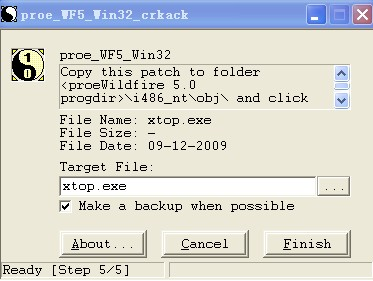 proe_WF5_Win32_crkack
1
0
proe_WF5_Win32
Copy this patch to folder
<proeWildfire 5.0
progdir>\i486_nt\obj\ and click
File Name: xtop.exe
File Size: -
File Date: 09-12-2009
Target File:
xtop.exe
...
Make a backup when possible
About...
Cancel
Finish
Ready [Step 5/5]